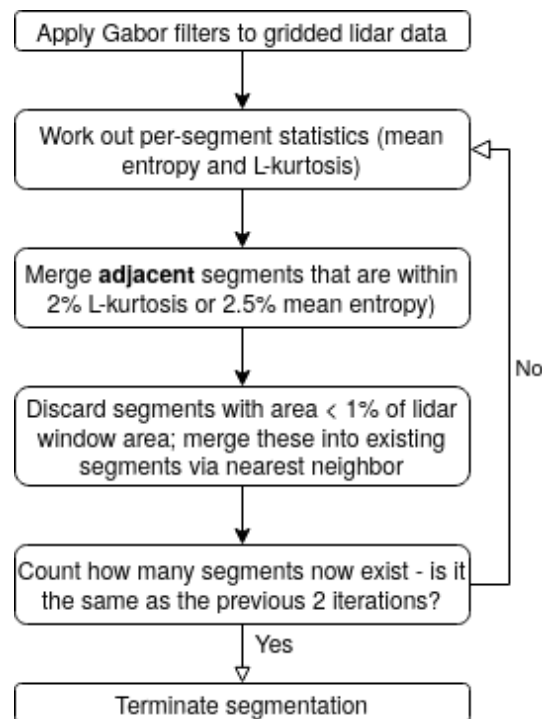 Apply Gabor filters to gridded lidar data
Work out per-segment statistics (mean
entropy and L-kurtosis)
Merge adjacent segments that are within
2% L-kurtosis or 2.5% mean entropy)
No
Discard segments with area < 1% of lidar
window area; merge these into existing
segments via nearest neighbor
Count how many segments now exist - is it
the same as the previous 2 iterations?
Yes
Terminate segmentation